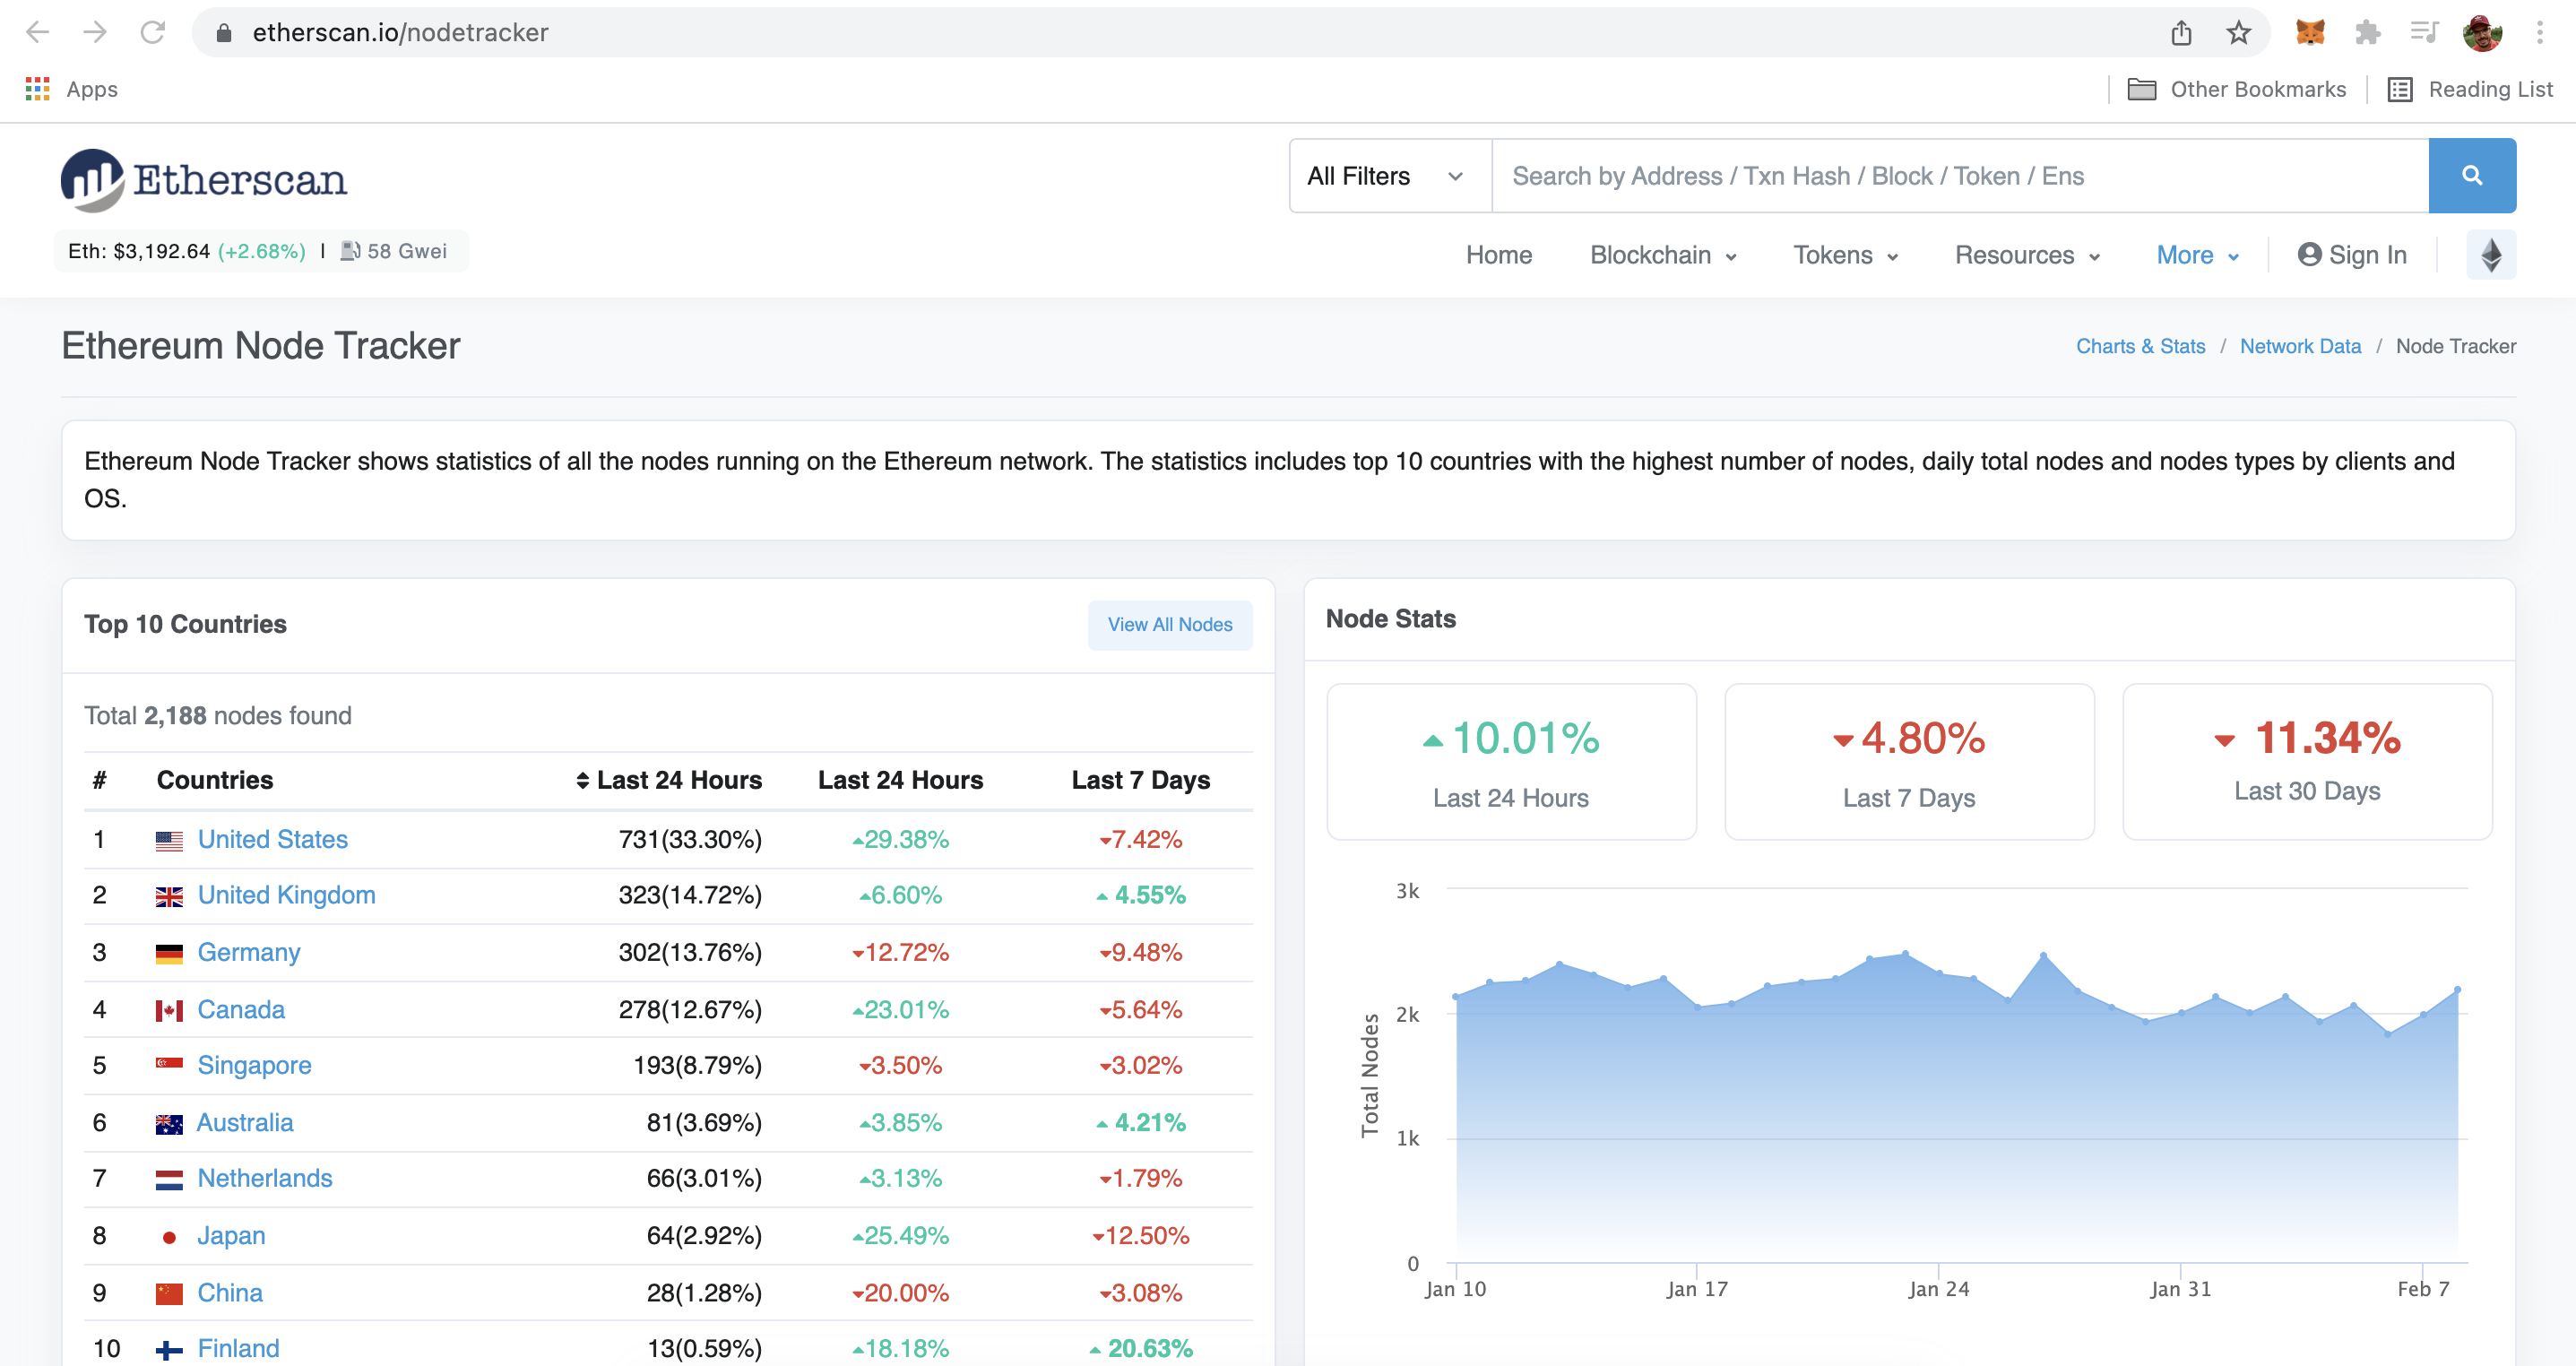 etherscan.io/nodetracker
Apps
Other Bookmarks
Reading List
Etherscan
All Filters
Search by Address / Txn Hash / Block / Token / Ens
Eth: $3,192.64 (+2.68%) | 58 Gwei
Home Blockchain Tokens Resources More Sign In
Ethereum Node Tracker
Charts & Stats / Network Data / Node Tracker
Ethereum Node Tracker shows statistics of all the nodes running on the Ethereum network. The statistics includes top 10 countries with the highest number of nodes, daily total nodes and nodes types by clients and
OS.
Top 10 Countries
View All Nodes
Total 2,188 nodes found
# Countries Last 24 Hours Last 24 Hours Last 7 Days
1 United States 731(33.30%) 29.38% 7.42%
2 United Kingdom 323(14.72%) 6.60% 4.55%
3 Germany 302(13.76%) 12.72% 9.48%
4 Canada 278(12.67%) 23.01% 5.64%
5 Singapore 193(8.79%) 3.50% 3.02%
6 Australia 81(3.69%) 3.85% 4.21%
7 Netherlands 66(3.01%) 3.13% 1.79%
8 Japan 64(2.92%) 25.49% 12.50%
9 China 28(1.28%) 20.00% 3.08%
10 Finland 13(0.59%) 18.18% 20.63%
Node Stats
10.01%
Last 24 Hours
4.80%
Last 7 Days
11.34%
Last 30 Days
Total Nodes
3k
2k
1k
0
Jan 10 Jan 17 Jan 24 Jan 31 Feb 7